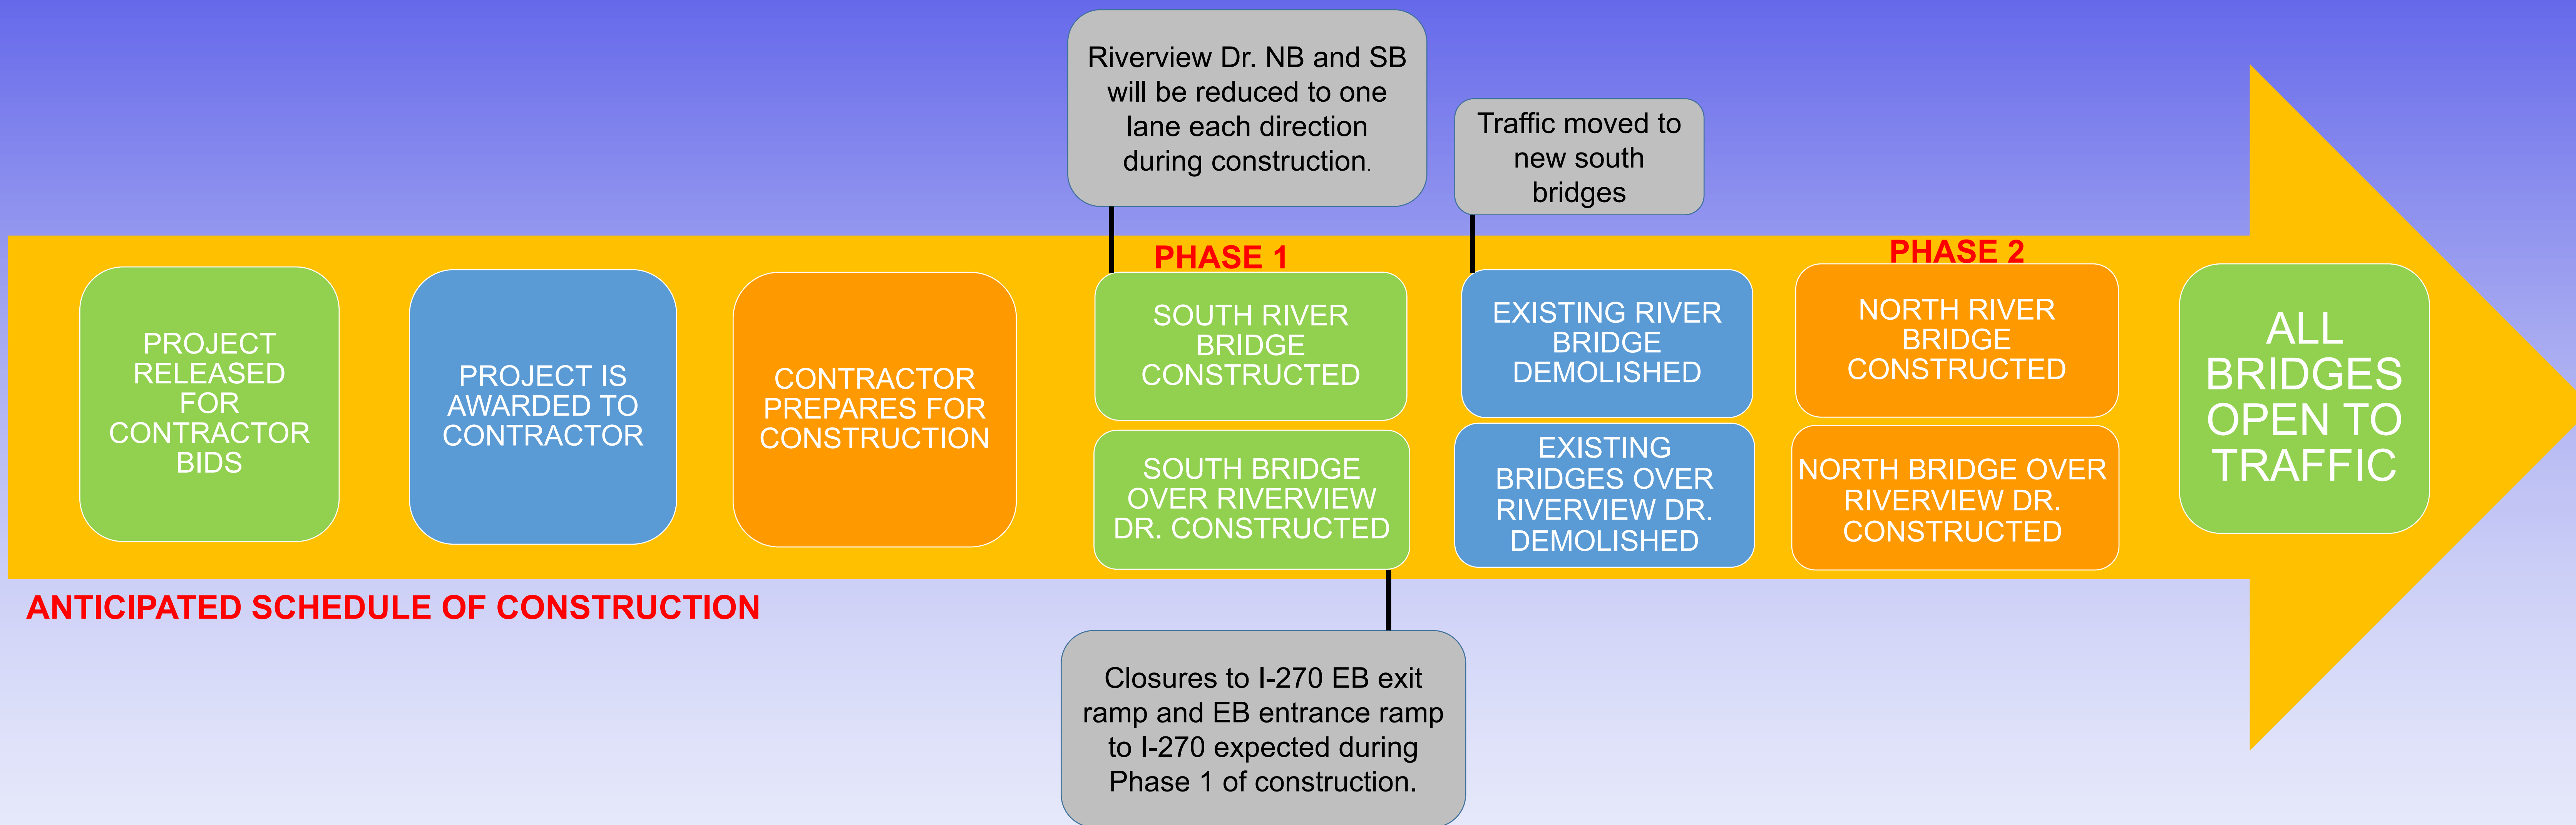 Riverview Dr. NB and SB
will be reduced to one
lane each direction
during construction.
Traffic moved to
new south
bridges
PHASE 1
PHASE 2
PROJECT
RELEASED
FOR
CONTRACTOR
BIDS
PROJECT IS
AWARDED TO
CONTRACTOR
CONTRACTOR
PREPARES FOR
CONSTRUCTION
SOUTH RIVER
BRIDGE
CONSTRUCTED
SOUTH BRIDGE
OVER RIVERVIEW
DR. CONSTRUCTED
EXISTING RIVER
BRIDGE
DEMOLISHED
EXISTING
BRIDGES OVER
RIVERVIEW DR.
DEMOLISHED
NORTH RIVER
BRIDGE
CONSTRUCTED
NORTH BRIDGE OVER
RIVERVIEW DR.
CONSTRUCTED
ALL
BRIDGES
OPEN TO
TRAFFIC
ANTICIPATED SCHEDULE OF CONSTRUCTION
Closures to I-270 EB exit
ramp and EB entrance ramp
to I-270 expected during
Phase 1 of construction.